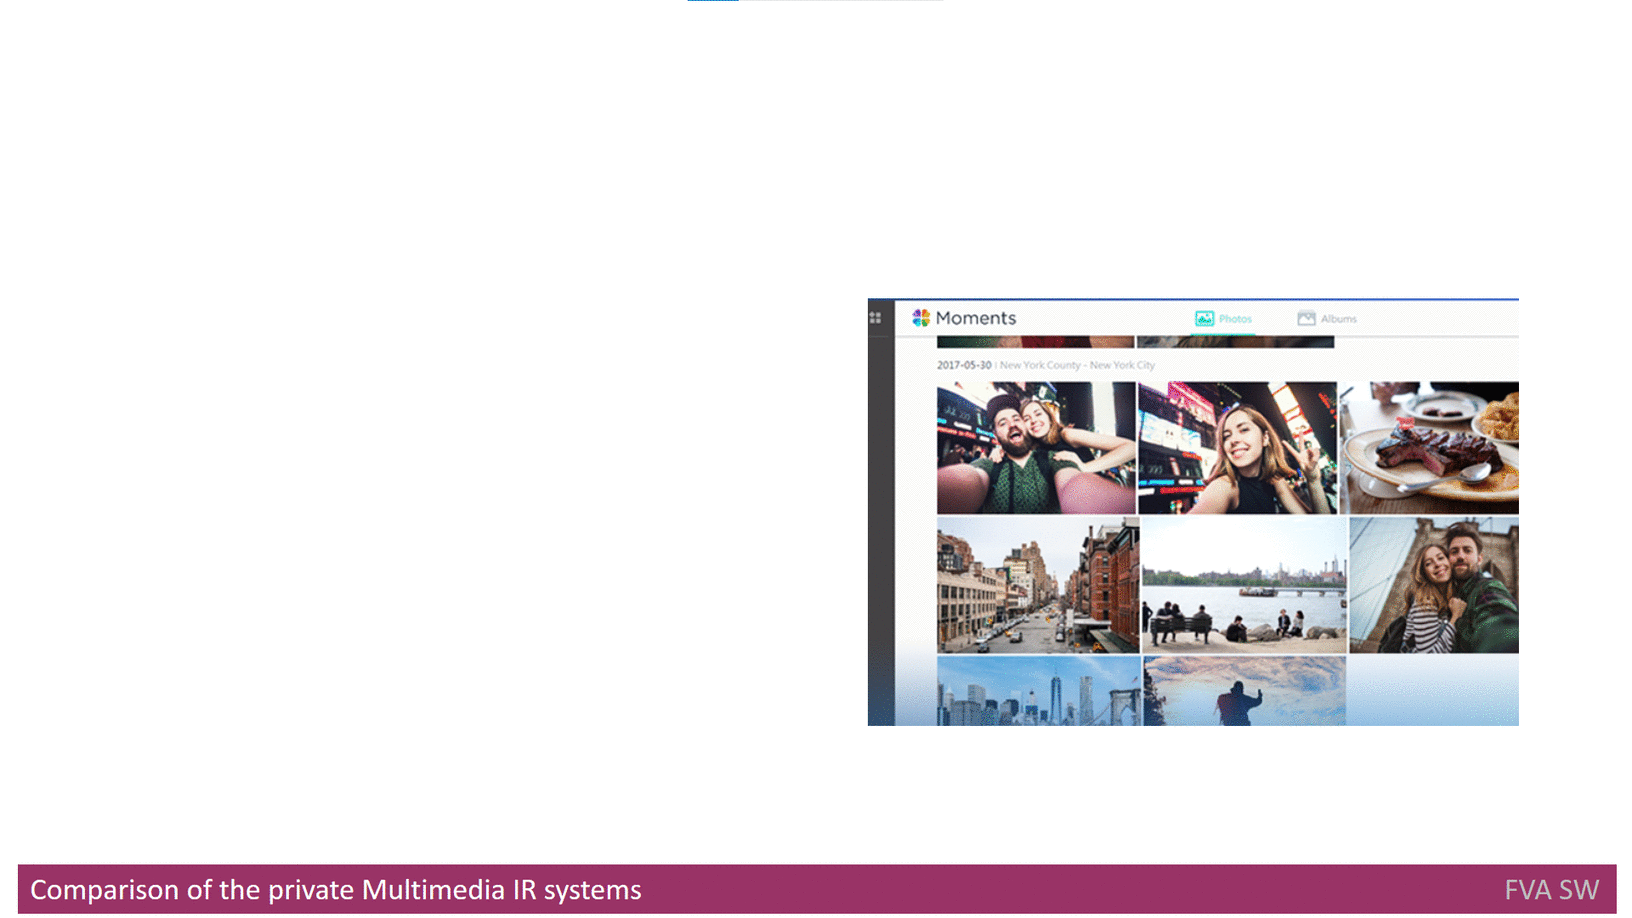 Moments
Photos
Albums
2017-05-30 | New York County - New York City
Comparison of the private Multimedia IR systems
FVA SW